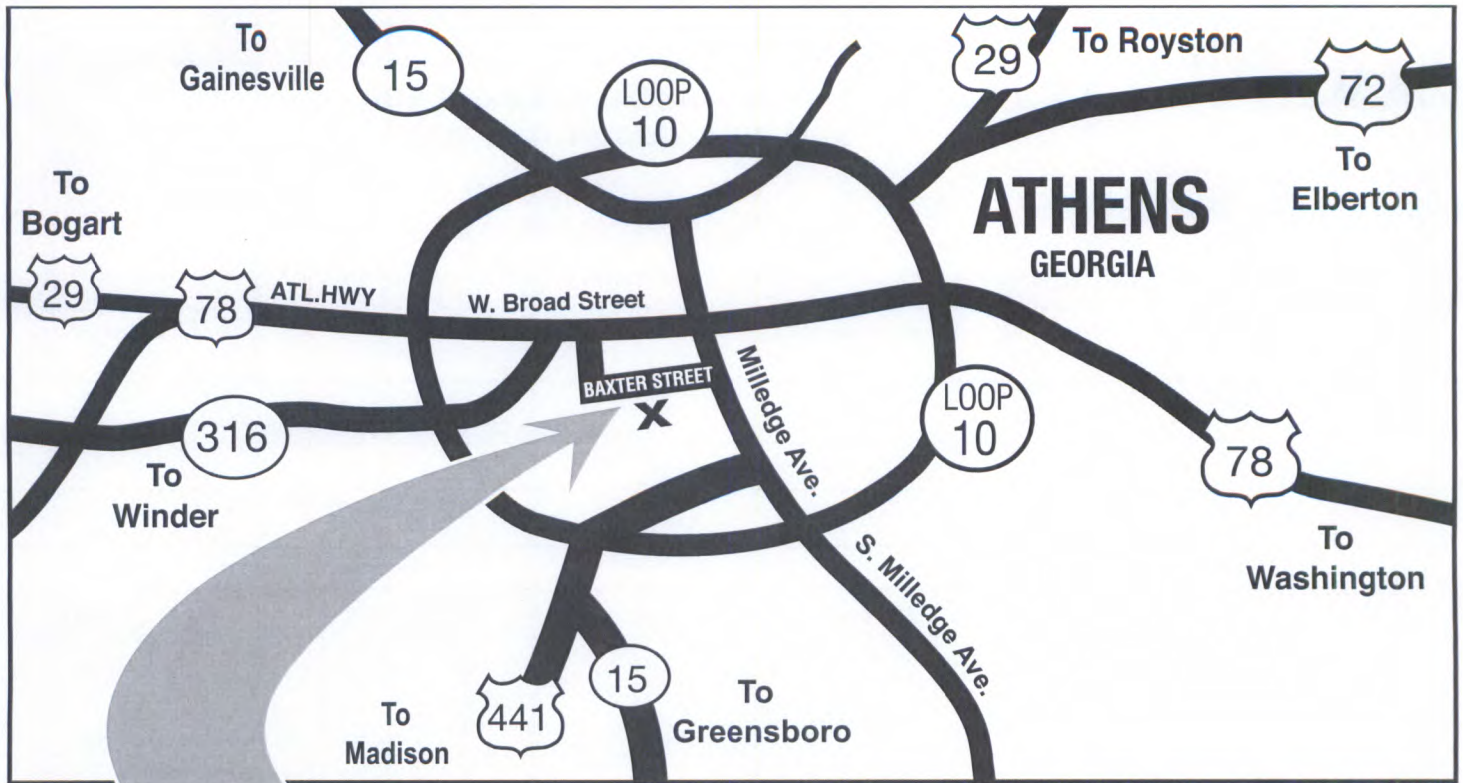 To
Gainesville
15
LOOP
10
29
To Royston
72
To
Elberton
To
Bogart
29
78
ATL.HWY
W. Broad Street
ATHENS
GEORGIA
BAXTER STREET
X
Milledge Ave.
LOOP
10
316
To
Winder
78
To
Washington
S. Milledge Ave.
To
Madison
441
15
To
Greensboro